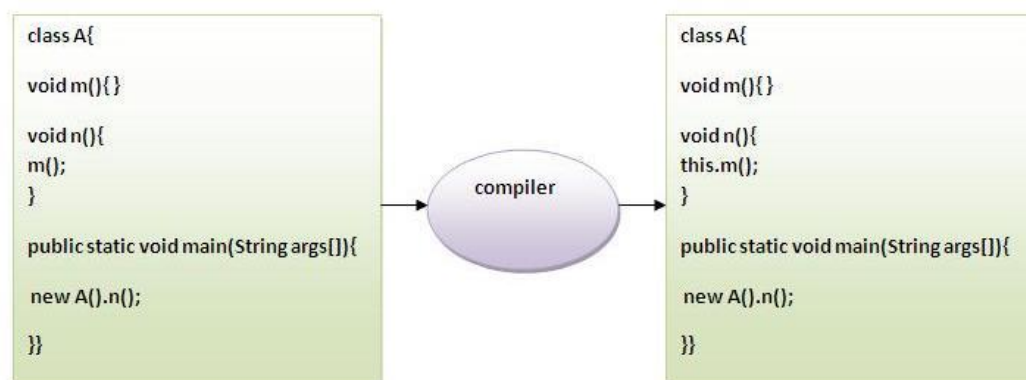 class A{
void m(){}
void n(){
m();
}
public static void main(String args[]){
new A().n();
}}
compiler
class A{
void m(){}
void n(){
this.m();
}
public static void main(String args[]){
new A().n();
}}